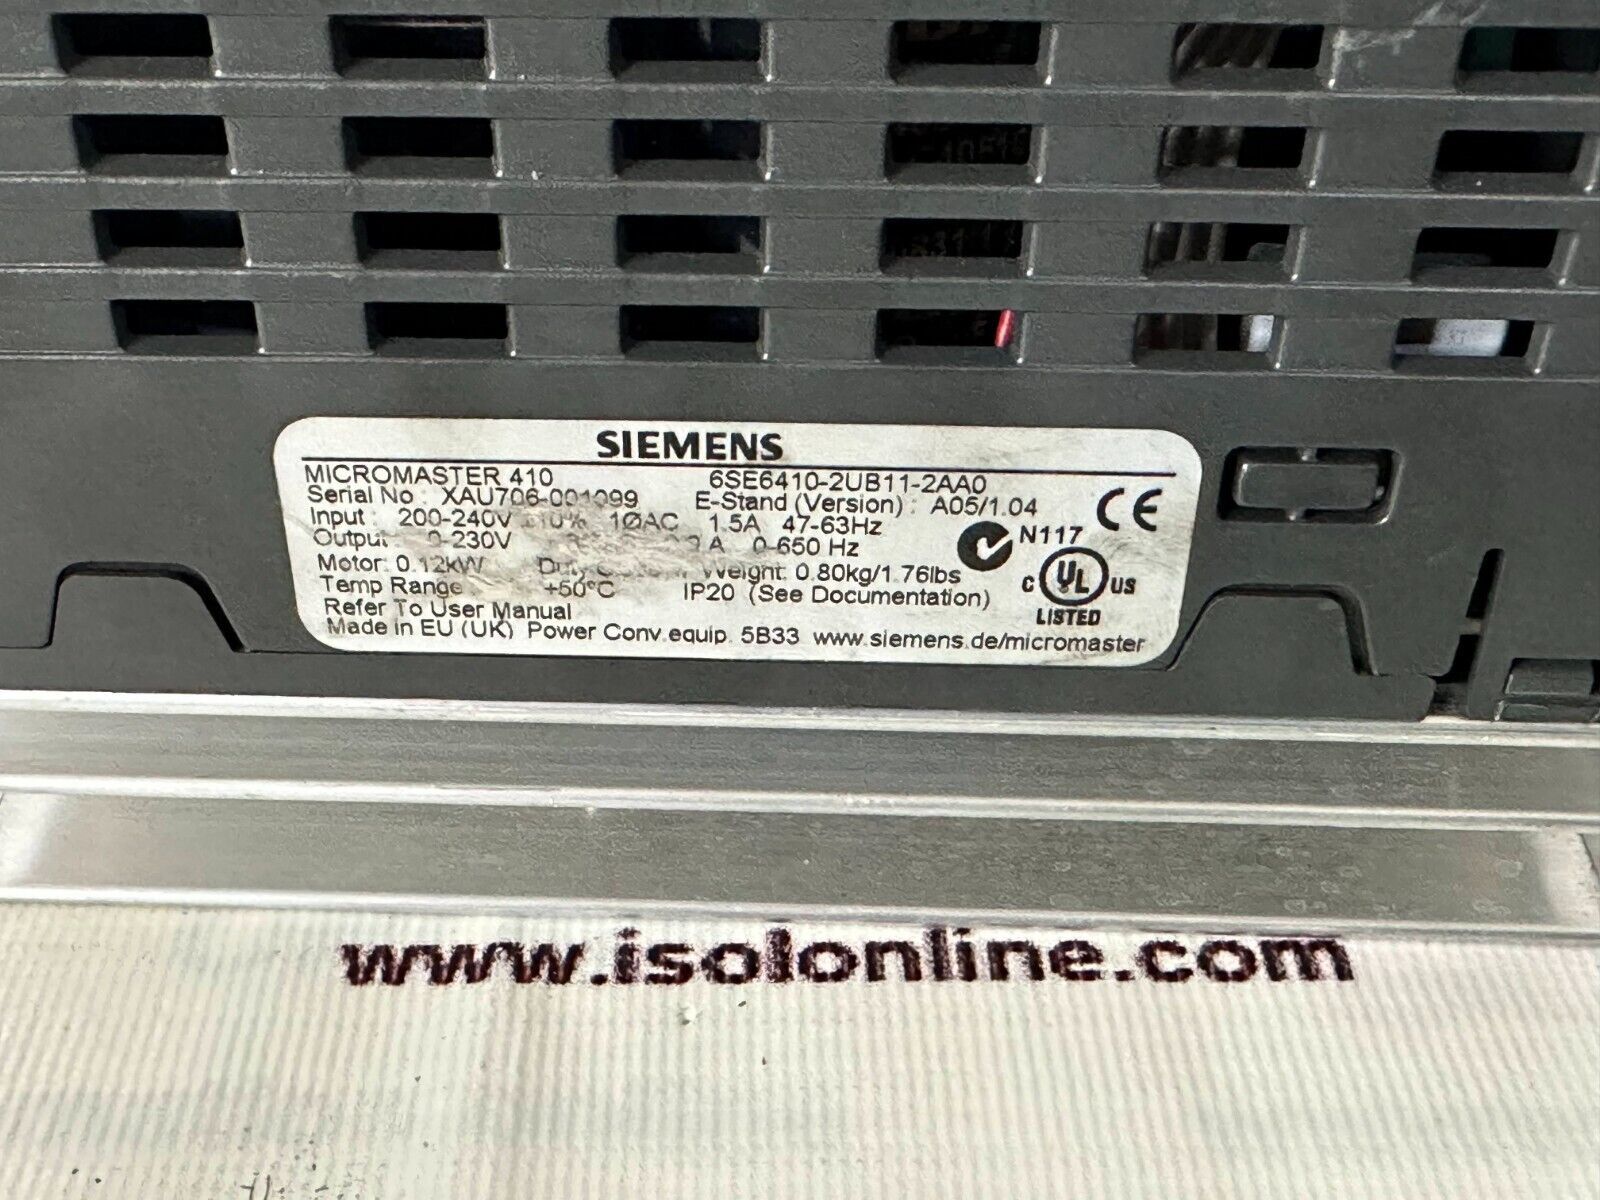 SIEMENS
MICROMASTER 410 6SE6410-2UB11-2AA0
Serial No: XAU706-001099 E-Stand (Version): A05/1.04
Input: 200-240V ±10% 1ØAC 1.5A 47-63Hz
Output 0-230V A 0-650 Hz
Motor: 0.12kW Weight: 0.80kg/1.76lbs
Temp Range +50°C IP20 (See Documentation)
Refer To User Manual
Made in EU (UK) Power Conv.equip. 5B33 www.siemens.de/micromaster
CE
N117
C UL US
LISTED
www.isolonline.com